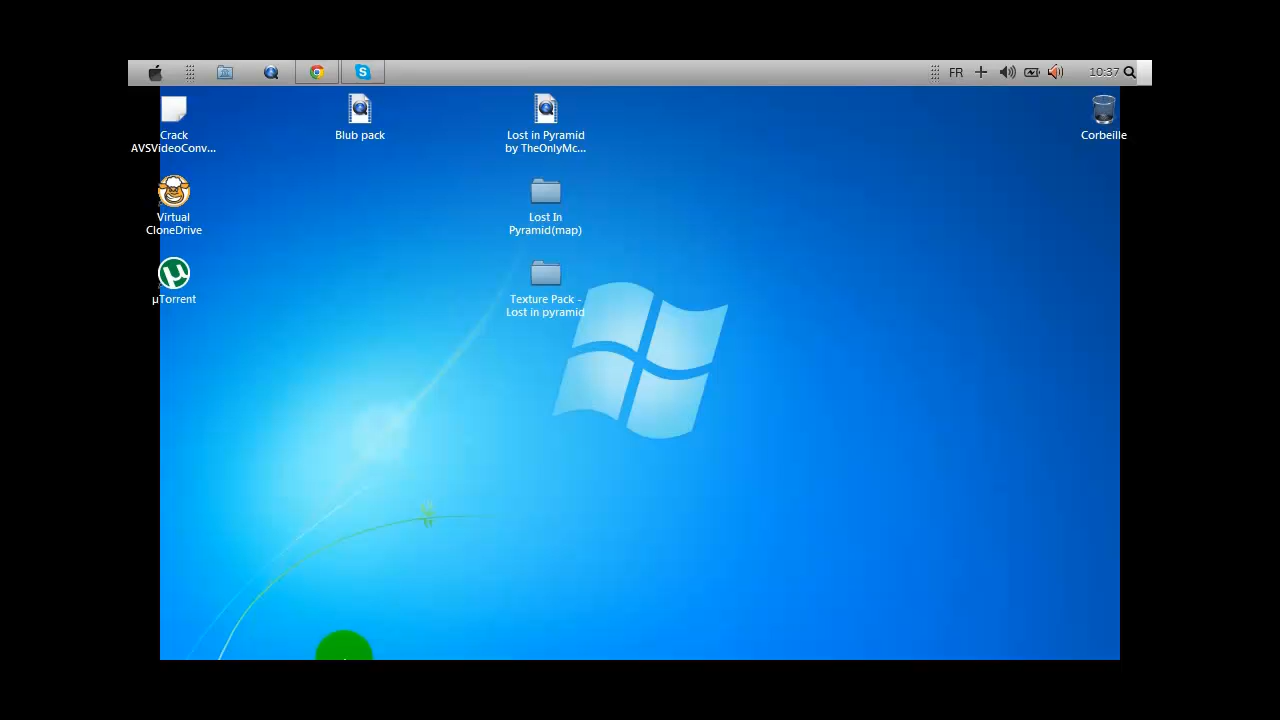 FR
10:37
Crack
AVSVideoConv...
Blub pack
Lost in Pyramid
by TheOnlyMc...
Corbeille
Virtual
CloneDrive
Lost In
Pyramid(map)
µTorrent
Texture Pack -
Lost in pyramid